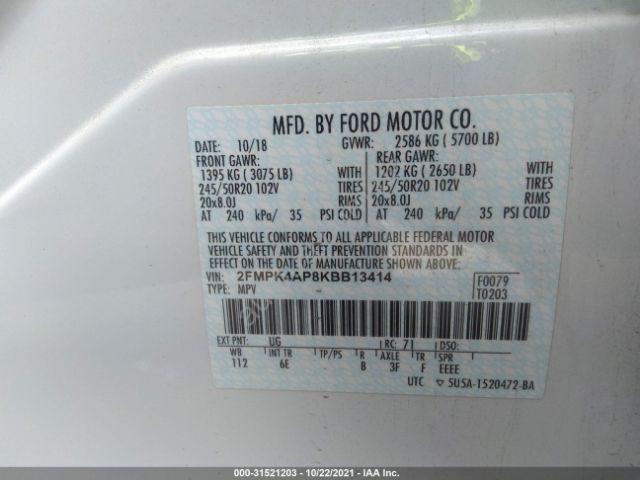 MFD. BY FORD MOTOR CO.
DATE: 10/18 GVWR: 2586 KG ( 5700 LB)
FRONT GAWR: REAR GAWR:
1395 KG ( 3075 LB) WITH 1202 KG ( 2650 LB) WITH
245/50R20 102V TIRES 245/50R20 102V TIRES
20x8.0J RIMS 20x8.0J RIMS
AT 240 kPa/ 35 PSI COLD AT 240 kPa/ 35 PSI COLD
THIS VEHICLE CONFORMS TO ALL APPLICABLE FEDERAL MOTOR
VEHICLE SAFETY AND THEFT PREVENTION STANDARDS IN
EFFECT ON THE DATE OF MANUFACTURE SHOWN ABOVE.
VIN: 2FMPK4AP8KBB13414 F0079
TYPE: MPV T0203
EXT PNT: UG RC: 71 DSO:
WB INT TR TP/PS R AXLE TR SPR
112 6E B 3F F EEEE
UTC 5U5A-1520472-BA
000-31521203 - 10/22/2021 - IAA Inc.